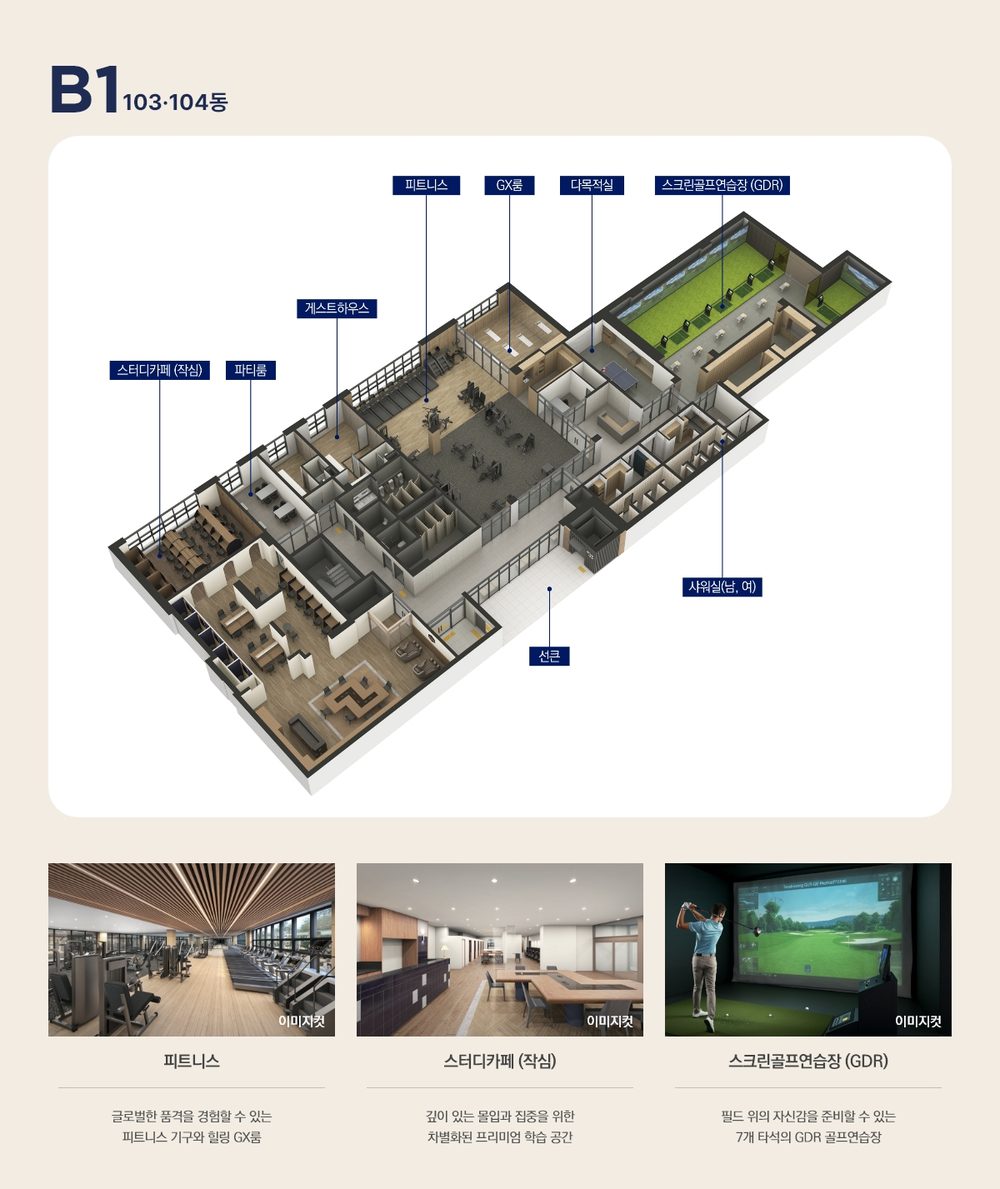 B1 103·104동
피트니스
GX룸
다목적실
스크린골프연습장 (GDR)
게스트하우스
스터디카페 (작심)
파티룸
샤워실(남, 여)
선큰
이미지컷
이미지컷
이미지컷
피트니스
스터디카페 (작심)
스크린골프연습장 (GDR)
글로벌한 품격을 경험할 수 있는
피트니스 기구와 힐링 GX룸
깊이 있는 몰입과 집중을 위한
차별화된 프리미엄 학습 공간
필드 위의 자신감을 준비할 수 있는
7개 타석의 GDR 골프연습장